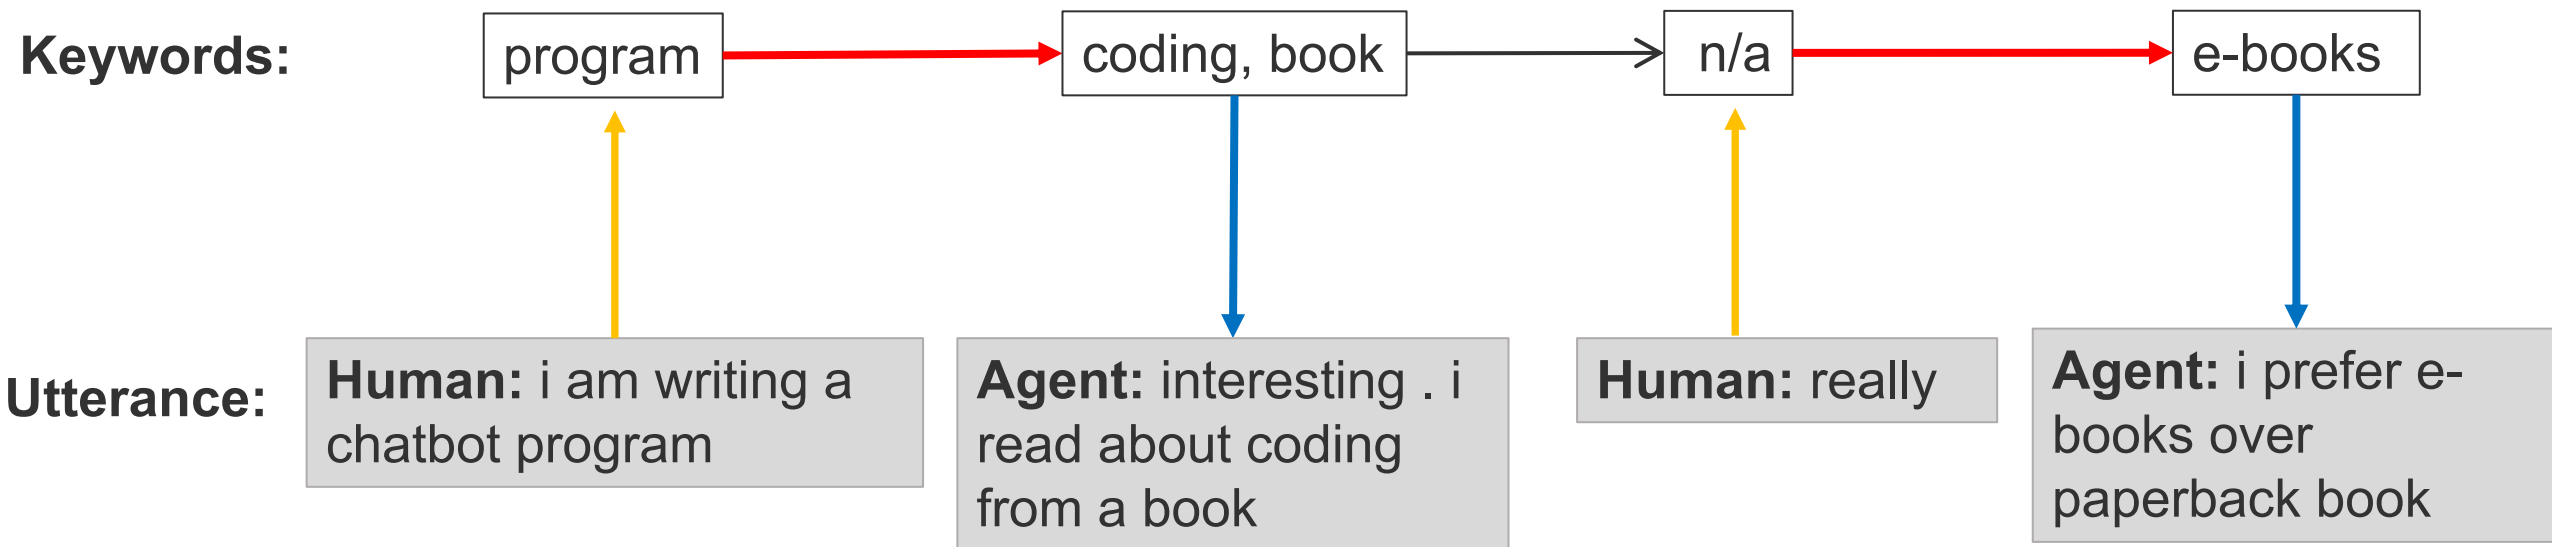 Keywords:
program
coding, book
n/a
e-books
Utterance:
Human: i am writing a
chatbot program
Agent: interesting . i
read about coding
from a book
Human: really
Agent: i prefer e-
books over
paperback book